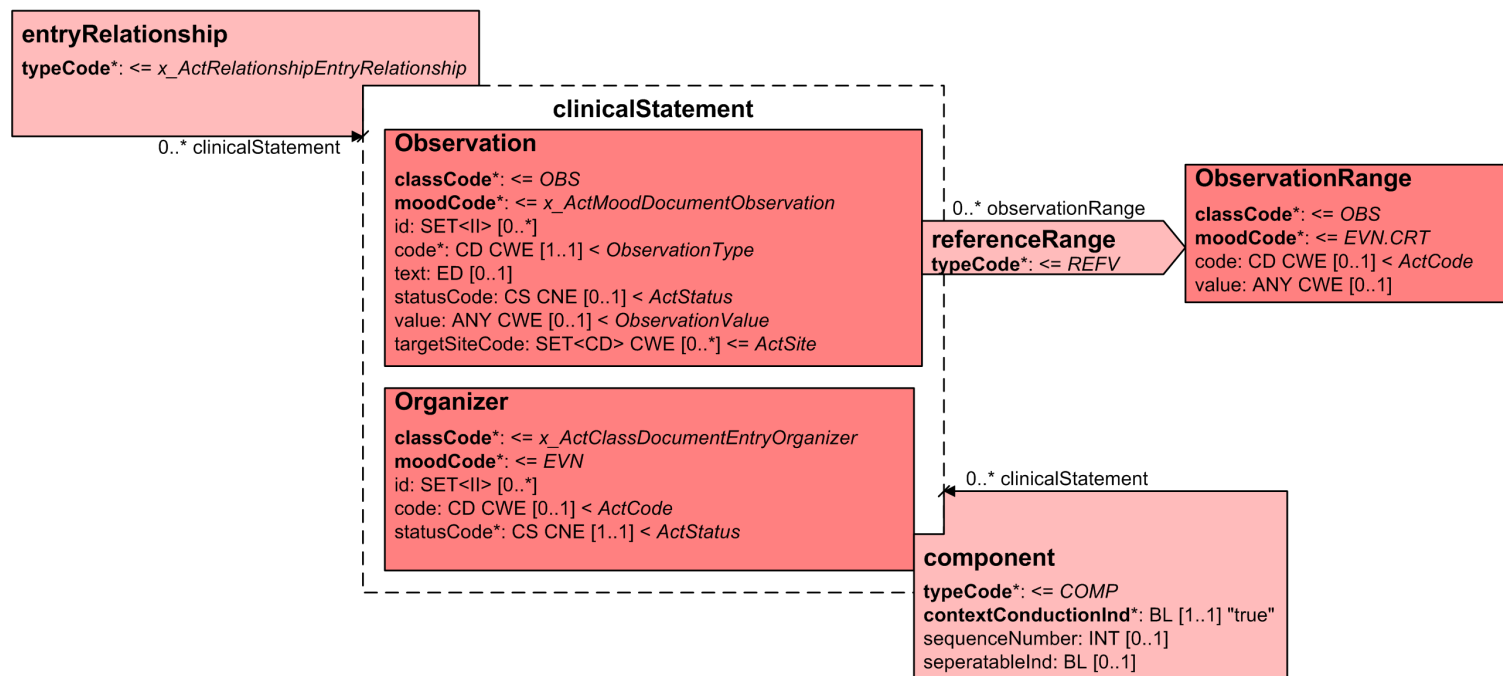 entryRelationship
typeCode*: <= x_ActRelationshipEntryRelationship
0..* clinicalStatement
clinicalStatement
Observation
classCode*: <= OBS
moodCode*: <= x_ActMoodDocumentObservation
id: SET<II> [0..*]
code*: CD CWE [1..1] < ObservationType
text: ED [0..1]
statusCode: CS CNE [0..1] < ActStatus
value: ANY CWE [0..1] < ObservationValue
targetSiteCode: SET<CD> CWE [0..*] <= ActSite
0..* observationRange
referenceRange
typeCode*: <= REFV
ObservationRange
classCode*: <= OBS
moodCode*: <= EVN.CRT
code: CD CWE [0..1] < ActCode
value: ANY CWE [0..1]
Organizer
classCode*: <= x_ActClassDocumentEntryOrganizer
moodCode*: <= EVN
id: SET<II> [0..*]
code: CD CWE [0..1] < ActCode
statusCode*: CS CNE [1..1] < ActStatus
0..* clinicalStatement
component
typeCode*: <= COMP
contextConductionInd*: BL [1..1] "true"
sequenceNumber: INT [0..1]
seperatableInd: BL [0..1]